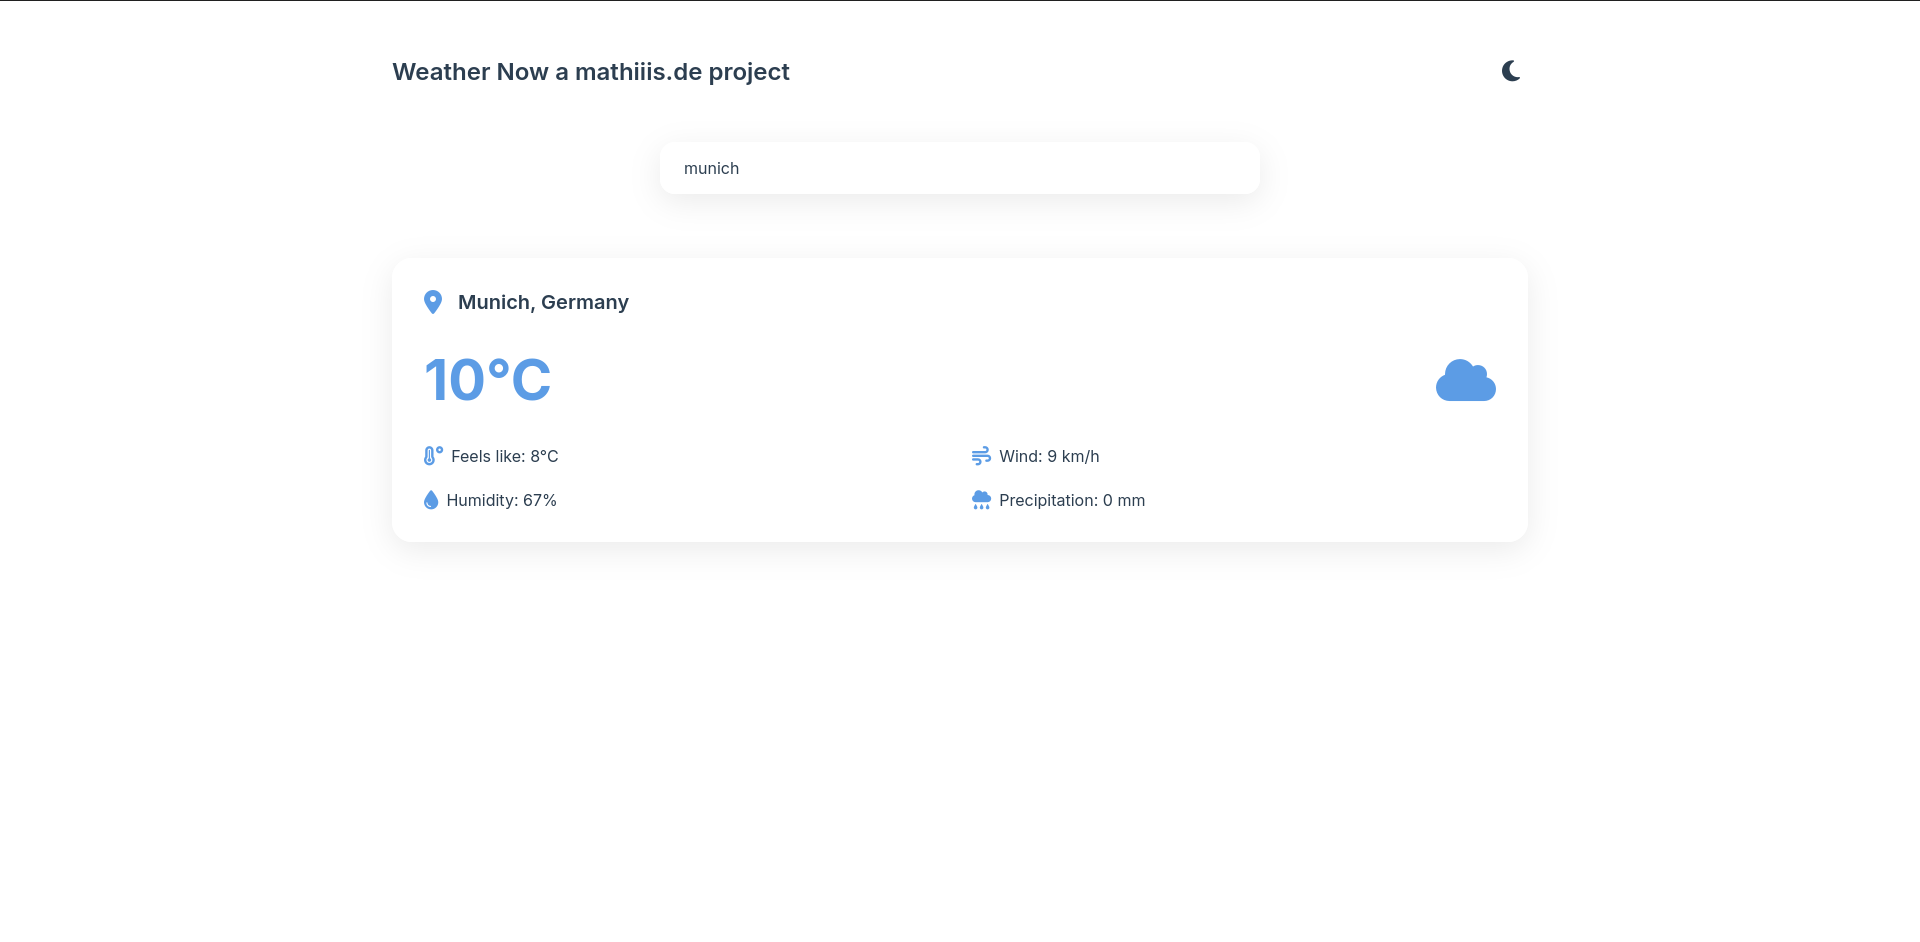 Weather Now a mathiiis.de project
munich
Munich, Germany
10°C
Feels like: 8°C
Wind: 9 km/h
Humidity: 67%
Precipitation: 0 mm